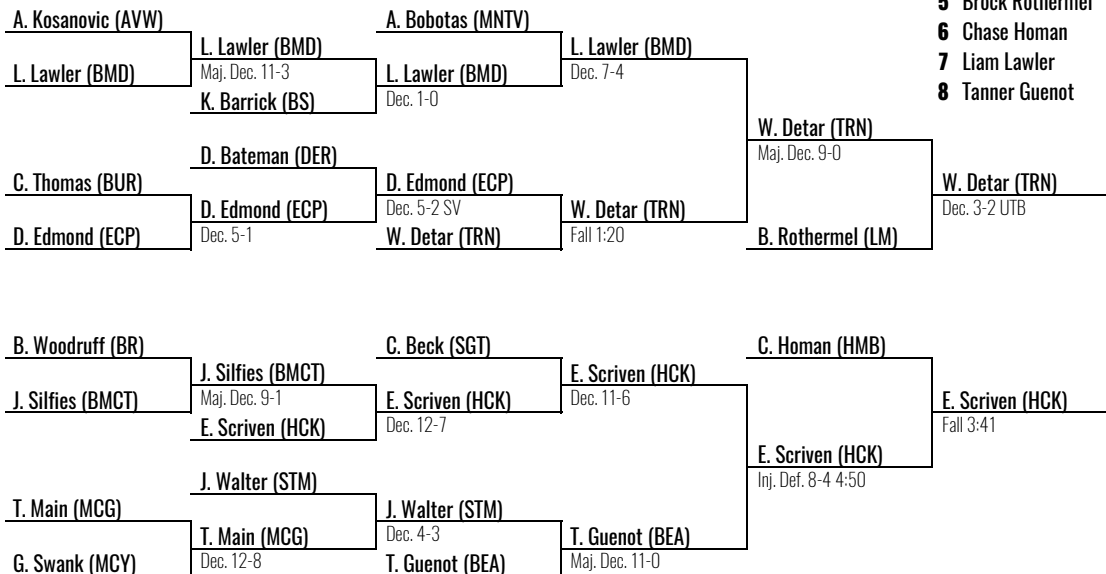 5 Brock Rothermel
6 Chase Homan
7 Liam Lawler
8 Tanner Guenot
A. Kosanovic (AVW)
L. Lawler (BMD)
L. Lawler (BMD)
Maj. Dec. 11-3
K. Barrick (BS)
A. Bobotas (MNTV)
L. Lawler (BMD)
Dec. 1-0
L. Lawler (BMD)
Dec. 7-4
C. Thomas (BUR)
D. Edmond (ECP)
D. Bateman (DER)
D. Edmond (ECP)
Dec. 5-1
D. Edmond (ECP)
Dec. 5-2 SV
W. Detar (TRN)
W. Detar (TRN)
Fall 1:20
W. Detar (TRN)
Maj. Dec. 9-0
B. Rothermel (LM)
W. Detar (TRN)
Dec. 3-2 UTB
B. Woodruff (BR)
J. Silfies (BMCT)
J. Silfies (BMCT)
Maj. Dec. 9-1
E. Scriven (HCK)
C. Beck (SGT)
E. Scriven (HCK)
Dec. 12-7
E. Scriven (HCK)
Dec. 11-6
T. Main (MCG)
G. Swank (MCY)
J. Walter (STM)
T. Main (MCG)
Dec. 12-8
J. Walter (STM)
Dec. 4-3
T. Guenot (BEA)
T. Guenot (BEA)
Maj. Dec. 11-0
C. Homan (HMB)
E. Scriven (HCK)
Inj. Def. 8-4 4:50
E. Scriven (HCK)
Fall 3:41